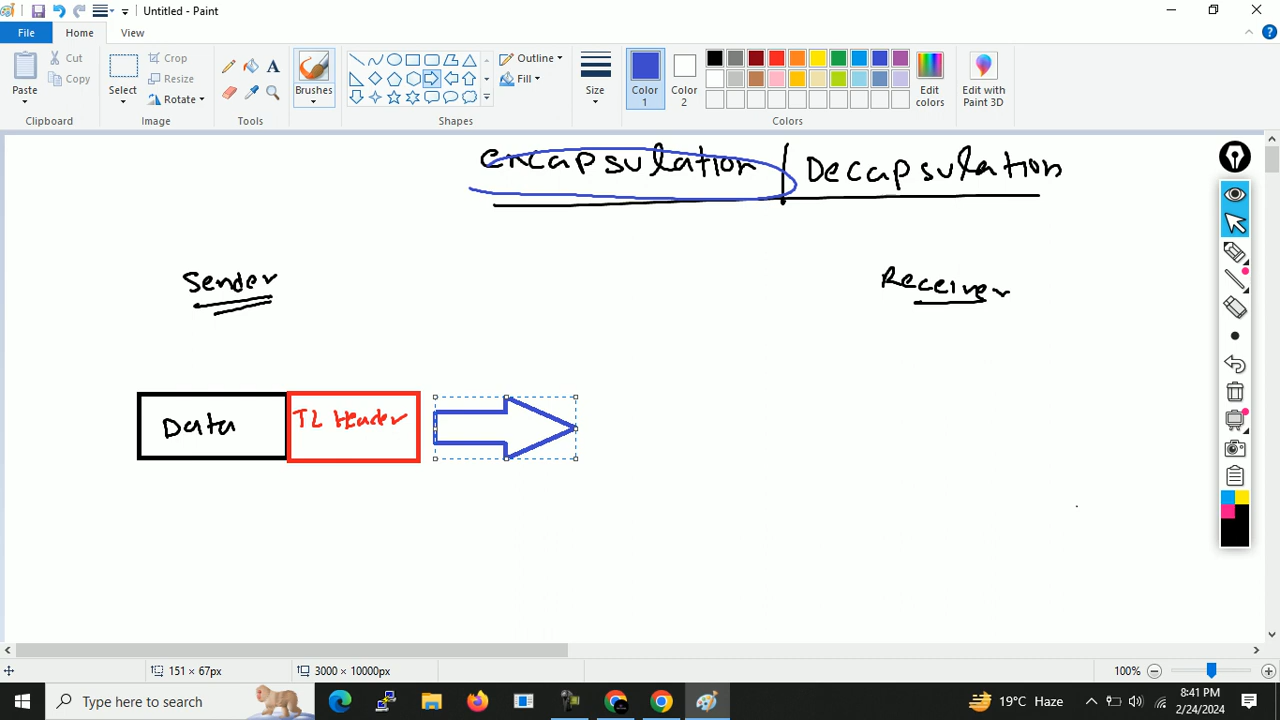 Untitled - Paint
File Home View
Paste Cut Copy
Clipboard
Select Crop Resize Rotate
Image
Tools
Brushes
Shapes
Outline Fill
Size
Color 1 Color 2
Edit colors
Edit with Paint 3D
Colors
encapsulation | Decapsulation
Sender Receiver
Data TL Header
151 × 67px 3000 × 10000px 100%
Type here to search 19°C Haze 8:41 PM
2/24/2024